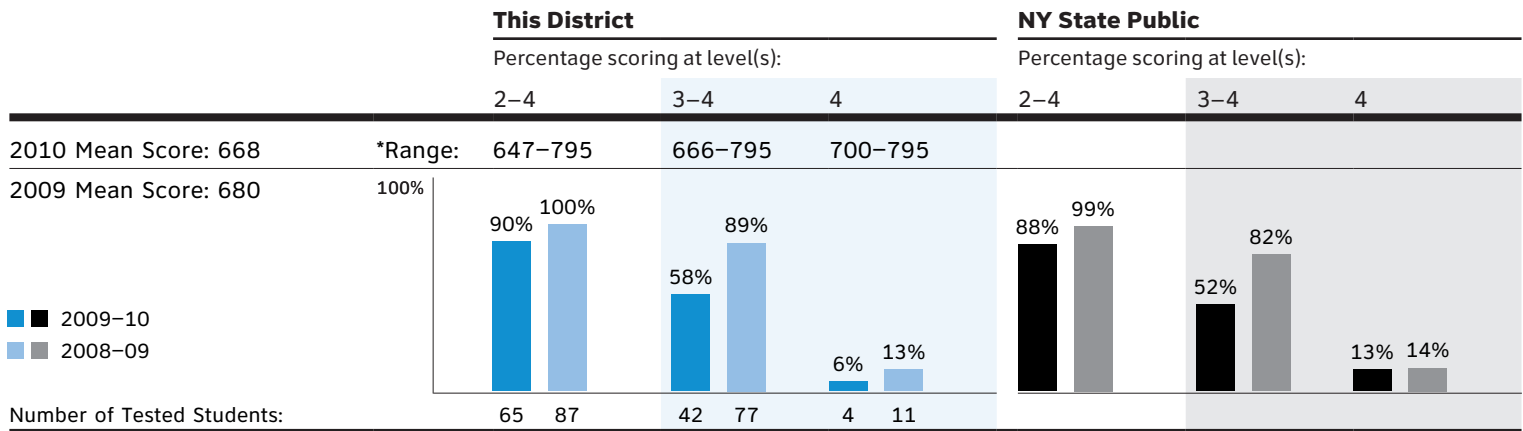 This District NY State Public
Percentage scoring at level(s): Percentage scoring at level(s):
2–4 3–4 4 2–4 3–4 4
2010 Mean Score: 668 *Range: 647–795 666–795 700–795
2009 Mean Score: 680 100%
90% 100% 58% 89% 6% 13% 88% 99% 52% 82% 13% 14%
2009–10
2008–09
Number of Tested Students: 65 87 42 77 4 11